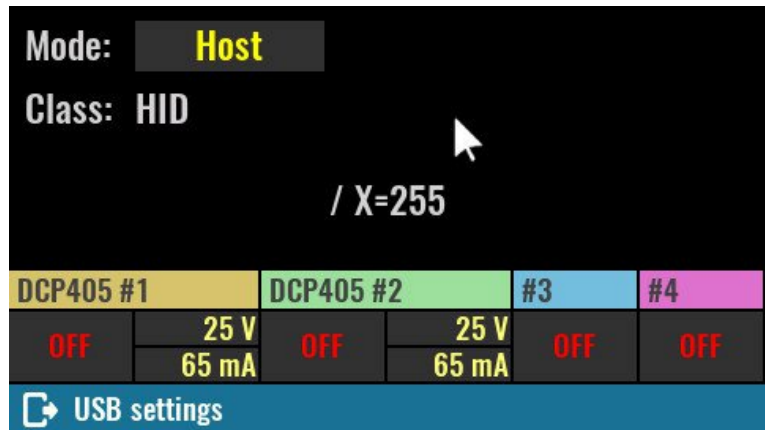 Mode: Host
Class: HID
/ X=255
DCP405 #1 DCP405 #2 #3 #4
OFF 25 V OFF 25 V OFF OFF
65 mA 65 mA
USB settings